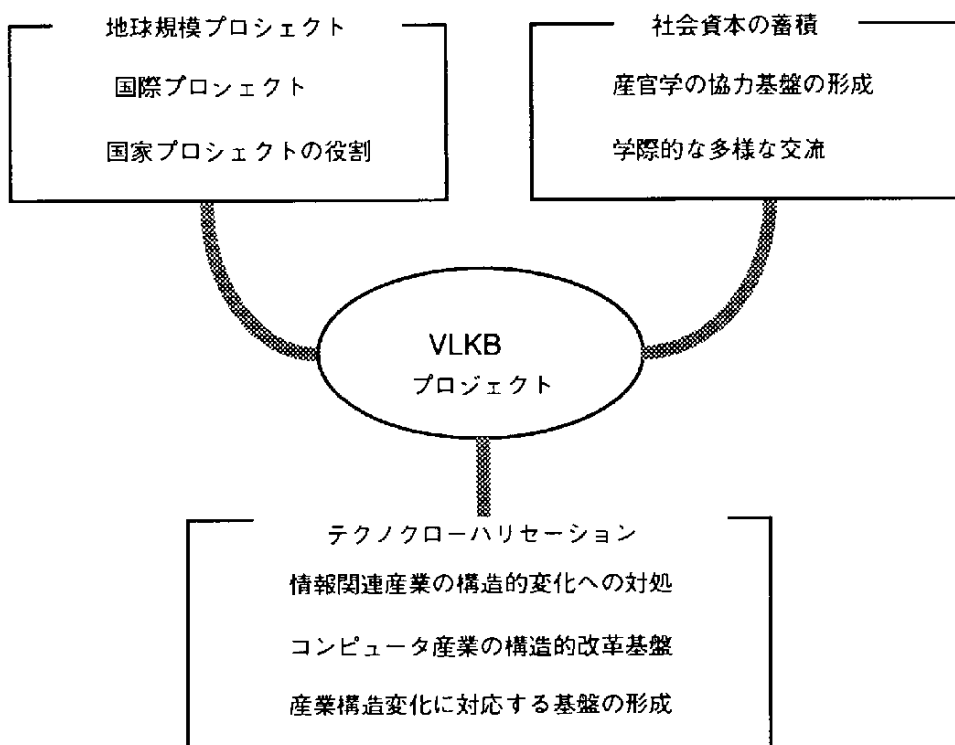 地球規模プロシェクト
国際プロンェクト
国家プロシェクトの役割
社会資本の蓄積
産官学の協力基盤の形成
学際的な多様な交流
VLKB
プロジェクト
テクノクローハリセーション
情報関連産業の構造的変化への対処
コンピュータ産業の構造的改革基盤
産業構造変化に対応する基盤の形成